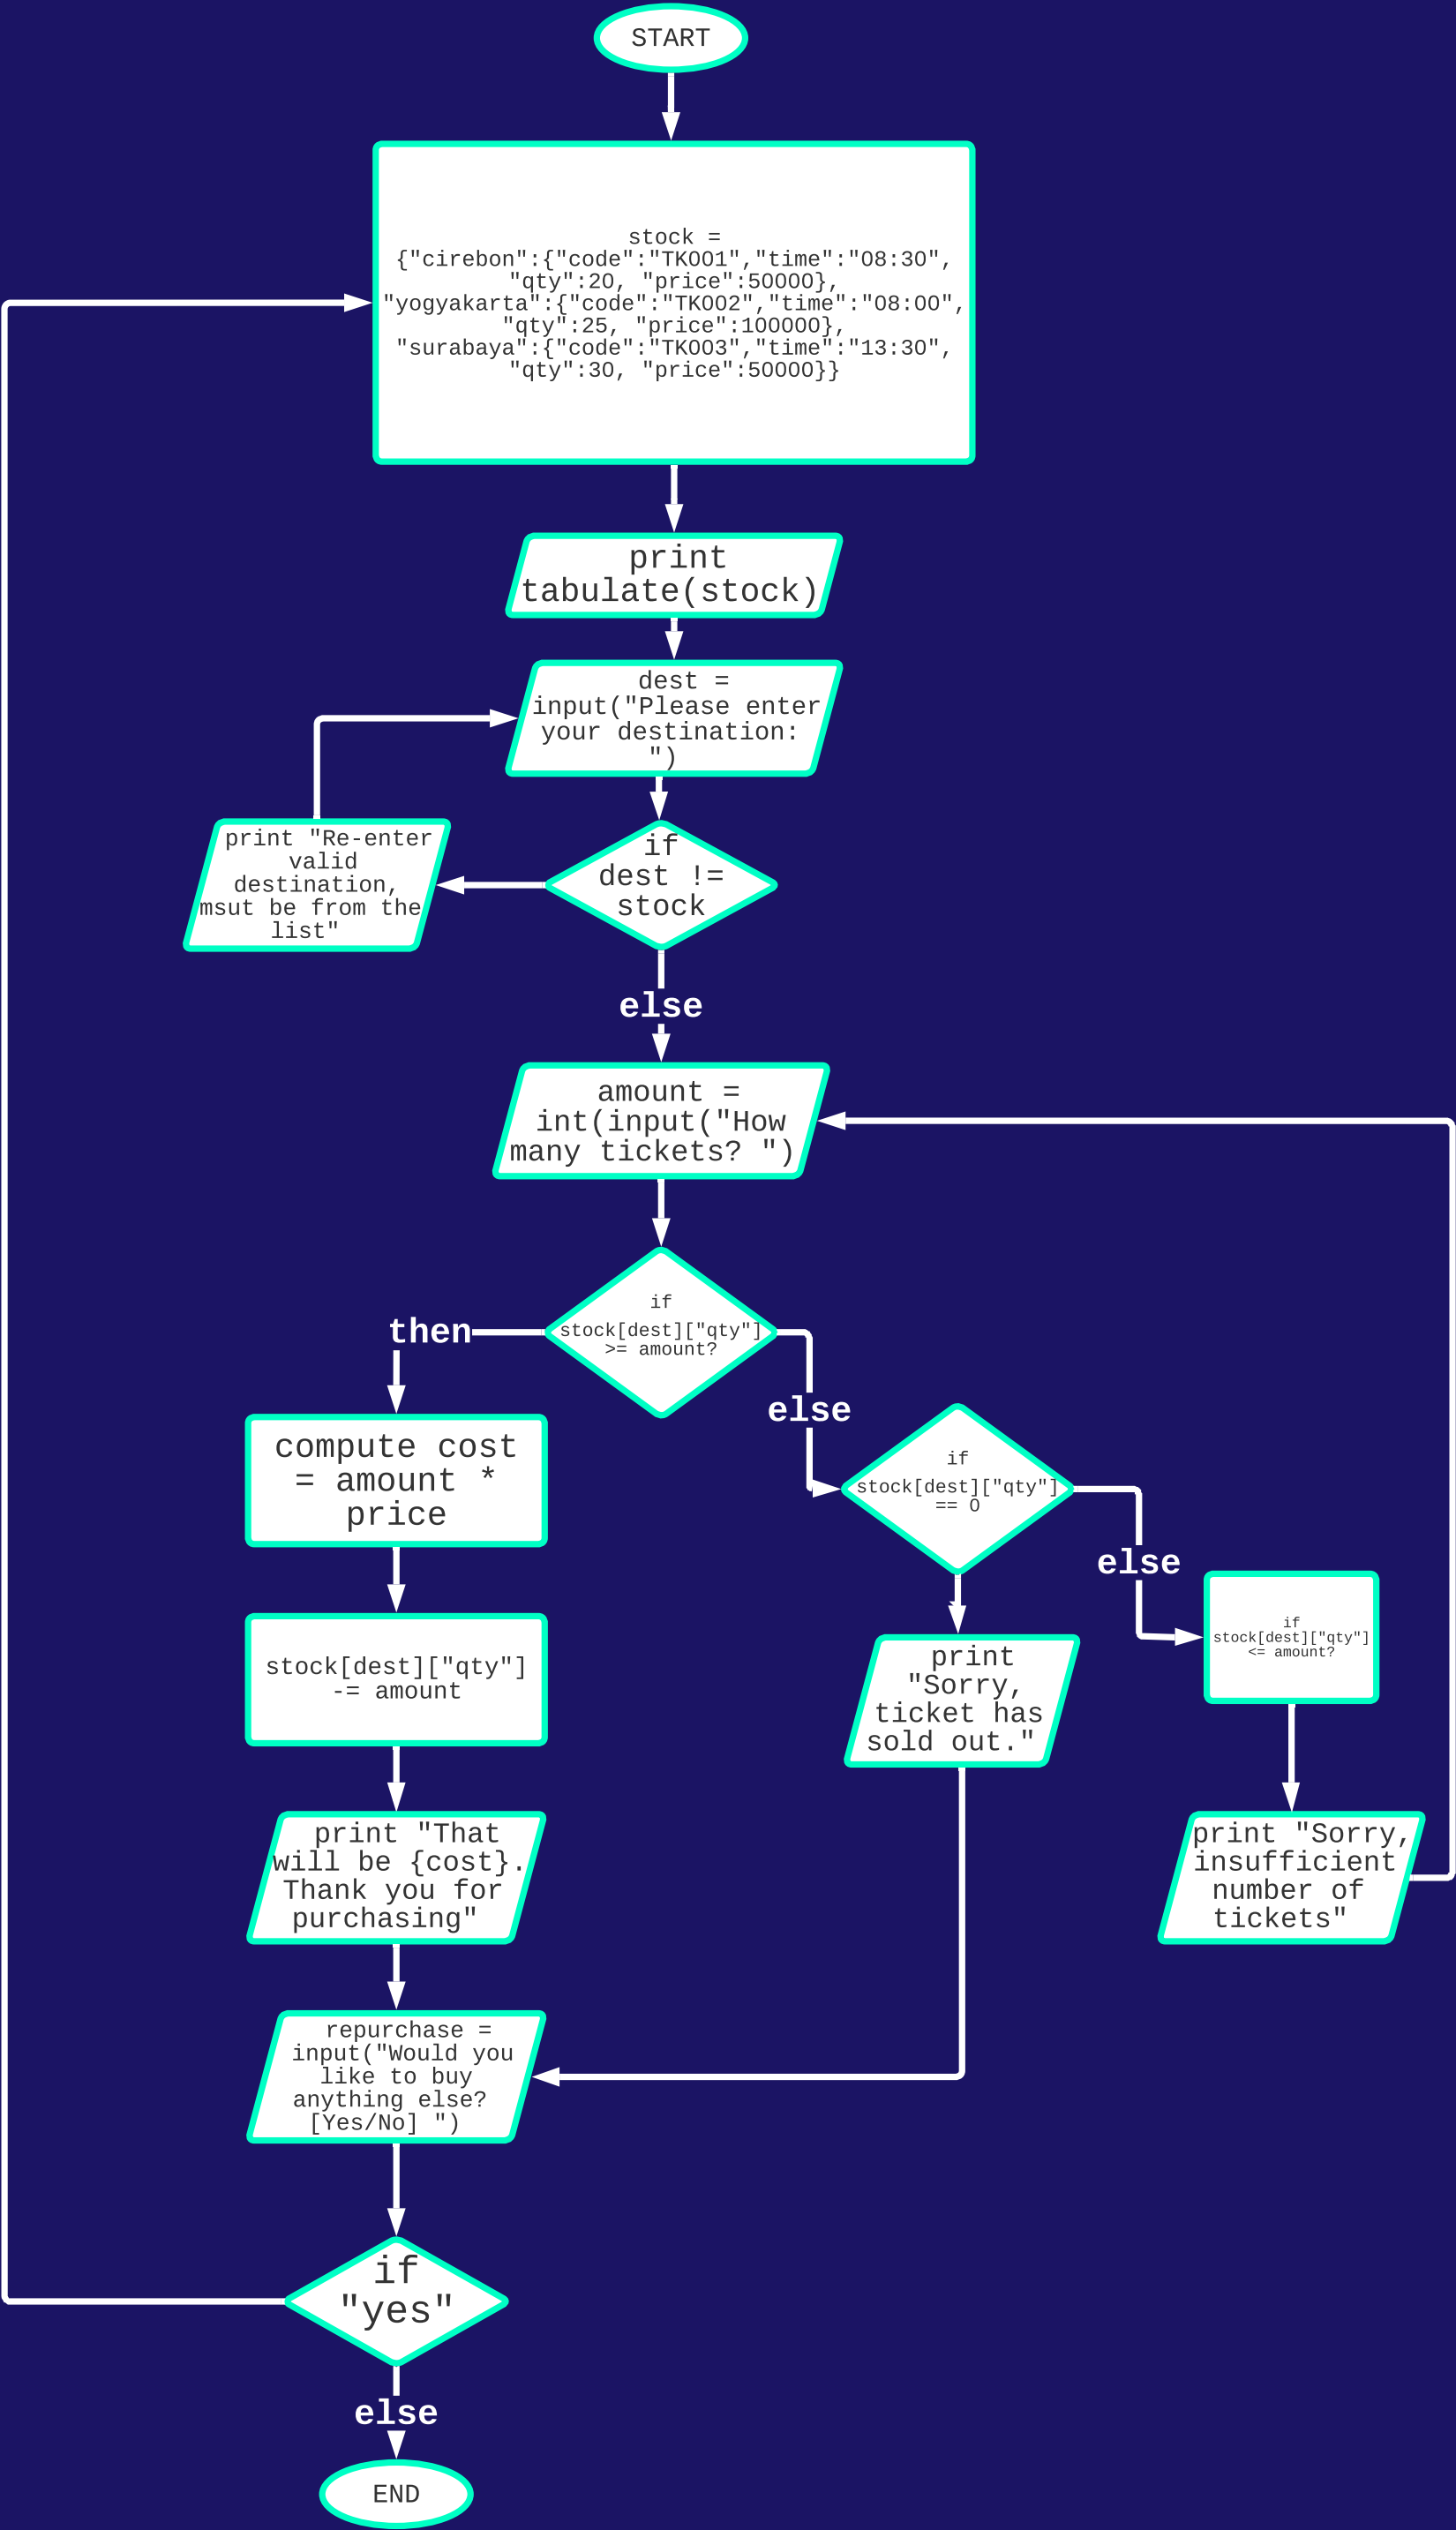 START
stock =
{"cirebon":{"code":"TK001","time":"08:30",
"qty":20, "price":50000},
"yogyakarta":{"code":"TK002","time":"08:00",
"qty":25, "price":100000},
"surabaya":{"code":"TK003","time":"13:30",
"qty":30, "price":50000}}
print
tabulate(stock)
dest =
input("Please enter
your destination:
")
print "Re-enter
valid
destination,
msut be from the
list"
if
dest !=
stock
else
amount =
int(input("How
many tickets? ")
if
stock[dest]["qty"]
>= amount?
then
else
compute cost
= amount *
price
if
stock[dest]["qty"]
== 0
else
stock[dest]["qty"]
-= amount
print
"Sorry,
ticket has
sold out."
if
stock[dest]["qty"]
<= amount?
print "That
will be {cost}.
Thank you for
purchasing"
print "Sorry,
insufficient
number of
tickets"
repurchase =
input("Would you
like to buy
anything else?
[Yes/No] ")
if
"yes"
else
END